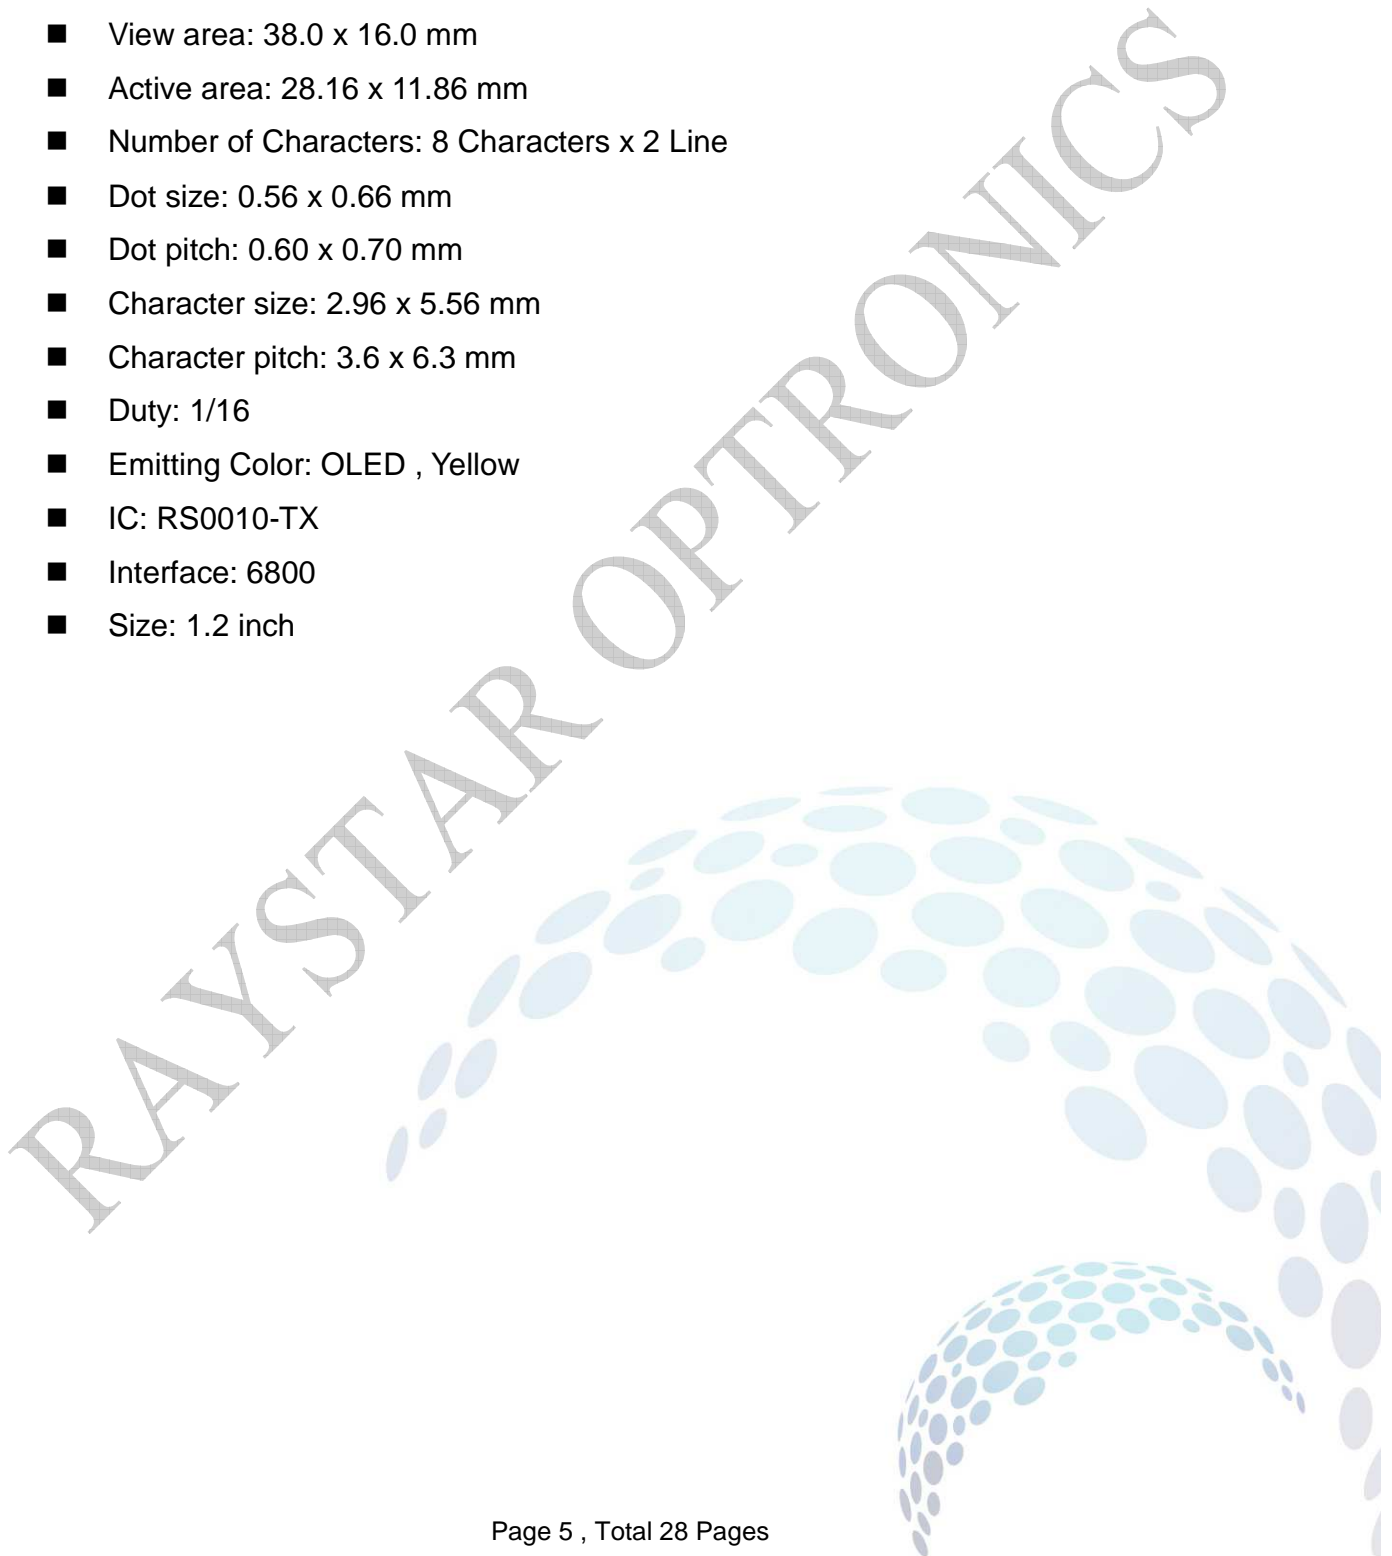 ■ View area: 38.0 x 16.0 mm
■ Active area: 28.16 x 11.86 mm
■ Number of Characters: 8 Characters x 2 Line
■ Dot size: 0.56 x 0.66 mm
■ Dot pitch: 0.60 x 0.70 mm
■ Character size: 2.96 x 5.56 mm
■ Character pitch: 3.6 x 6.3 mm
■ Duty: 1/16
■ Emitting Color: OLED , Yellow
■ IC: RS0010-TX
■ Interface: 6800
■ Size: 1.2 inch
RAYSTAR OPTRONICS
Page 5 , Total 28 Pages